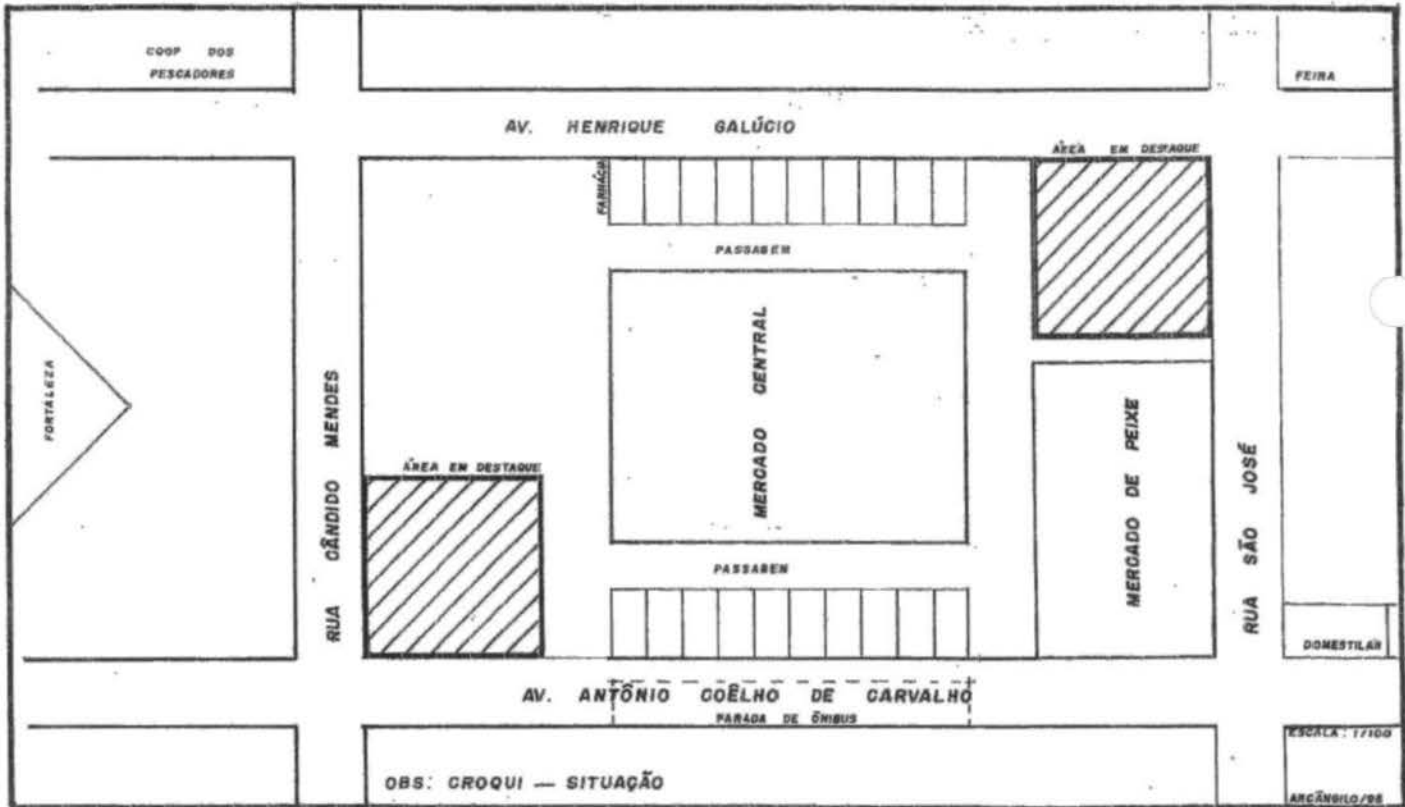 COOP DOS
PESCADORES
FEIRA
AV. HENRIQUE GALÚCIO
ÁREA EM DESTAQUE
FARMÁCIA
PASSAGEM
MERCADO CENTRAL
FORTALEZA
RUA CÂNDIDO MENDES
ÁREA EM DESTAQUE
MERCADO DE PEIXE
RUA SÃO JOSÉ
PASSAGEM
DOMESTILAR
AV. ANTÔNIO COÊLHO DE CARVALHO
PARADA DE ÔNIBUS
ESCALA: 1/100
OBS: CROQUI — SITUAÇÃO
ARCÂNGILO/95